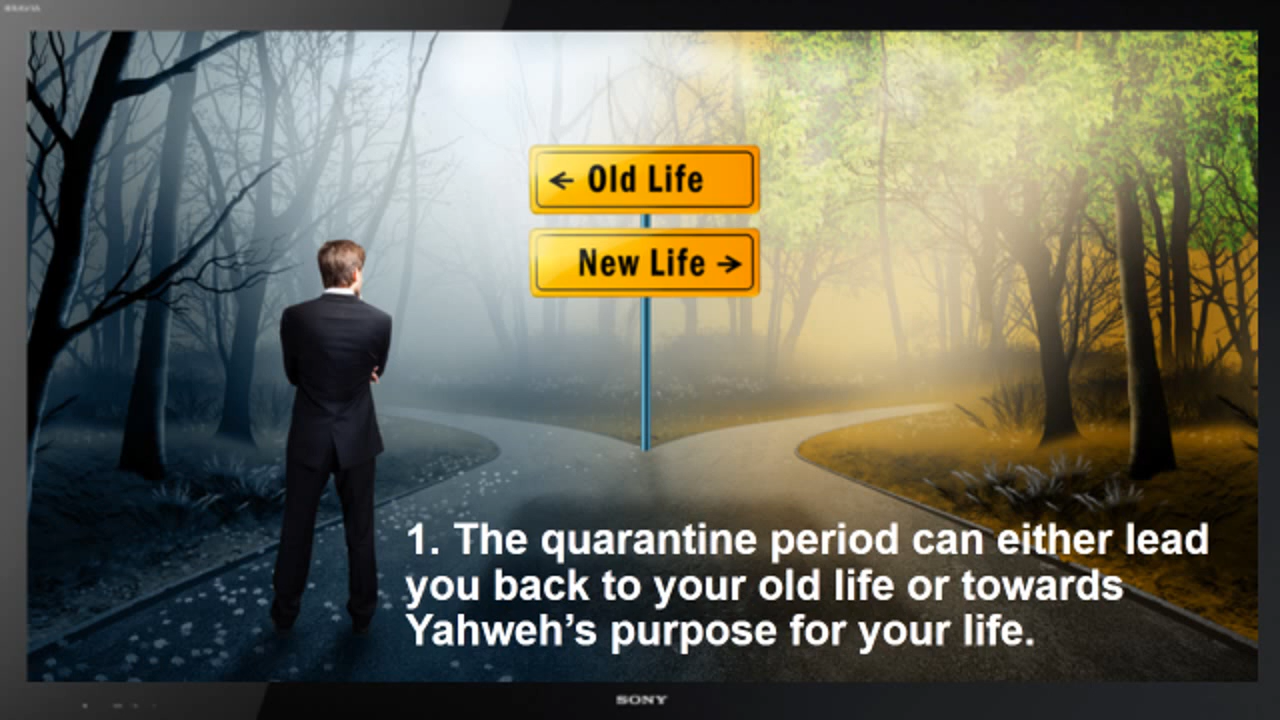 BRAVIA
← Old Life
New Life →
1. The quarantine period can either lead
you back to your old life or towards
Yahweh’s purpose for your life.
SONY